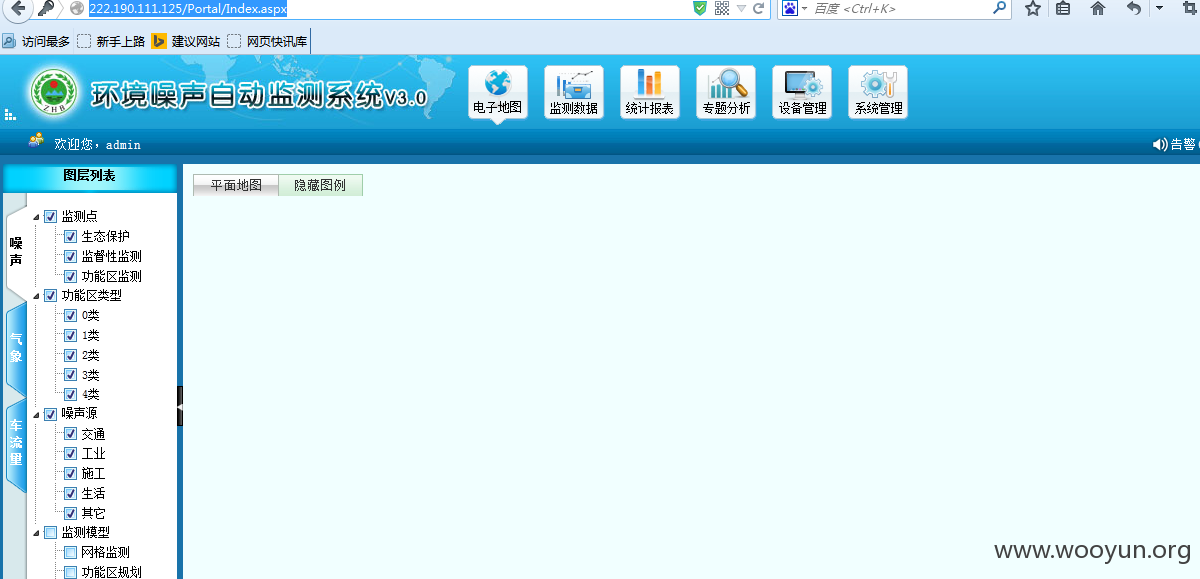 222.190.111.125/Portal/Index.aspx
百度 <Ctrl+K>
访问最多 新手上路 建议网站 网页快讯库
ZHB
环境噪声自动监测系统V3.0
电子地图 监测数据 统计报表 专题分析 设备管理 系统管理
欢迎您，admin
告警
图层列表
平面地图 隐藏图例
噪声
气象
车流量
监测点
生态保护
监督性监测
功能区监测
功能区类型
0类
1类
2类
3类
4类
噪声源
交通
工业
施工
生活
其它
监测模型
网格监测
功能区规划
www.wooyun.org